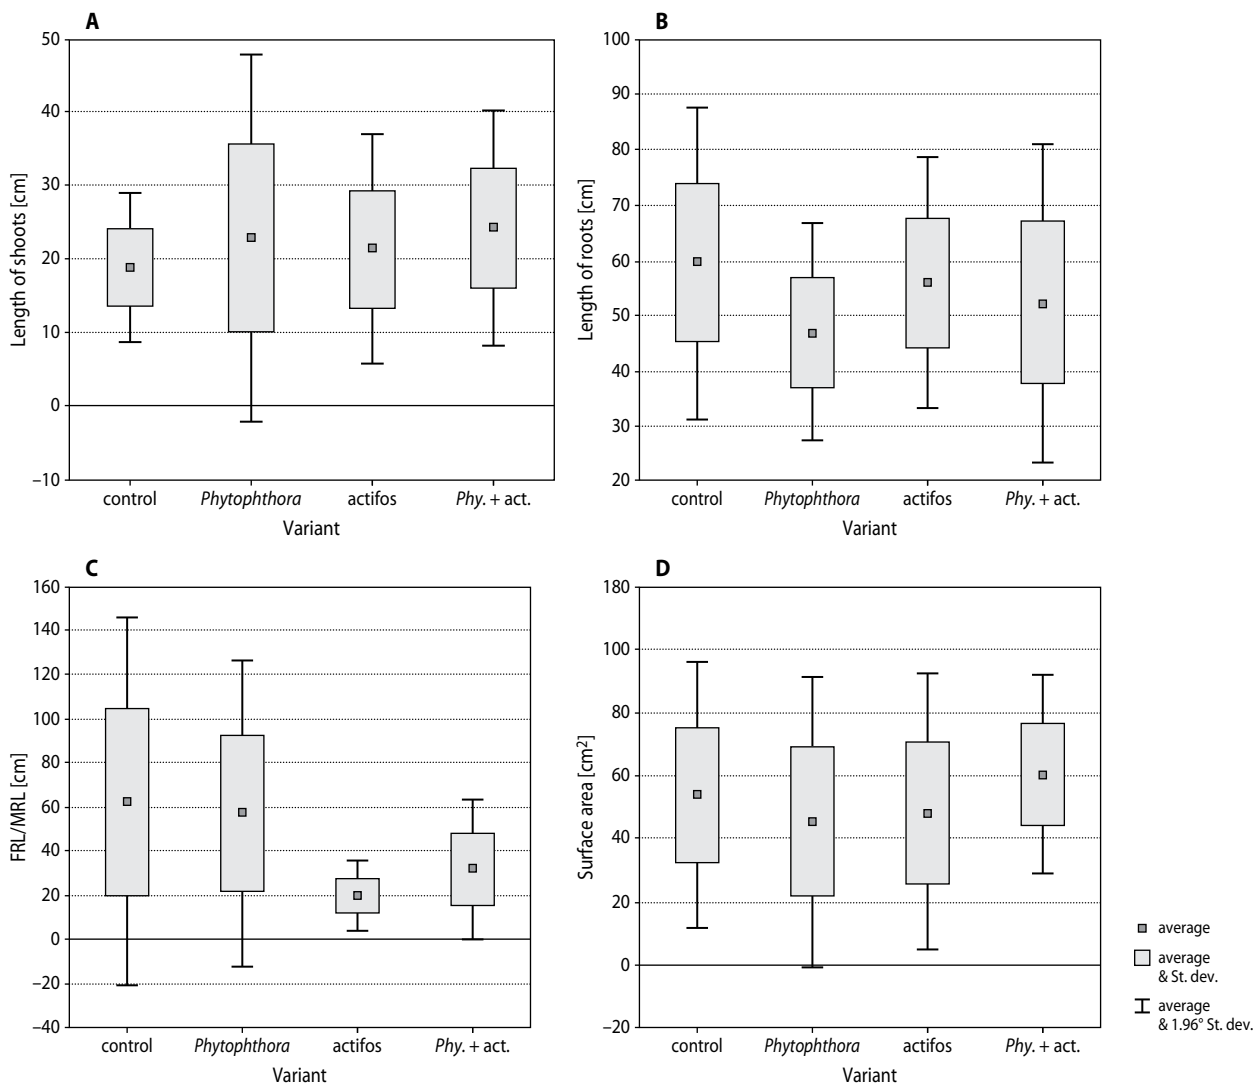 A
50
40
30
20
10
0
–10
Length of shoots [cm]
control
Phytophthora
actifos
Phy. + act.
Variant
B
100
90
80
70
60
50
40
30
20
Length of roots [cm]
control
Phytophthora
actifos
Phy. + act.
Variant
C
160
140
120
100
80
60
40
20
0
–20
–40
FRL/MRL [cm]
control
Phytophthora
actifos
Phy. + act.
Variant
D
180
100
80
60
40
20
0
–20
Surface area [cm²]
control
Phytophthora
actifos
Phy. + act.
Variant
average
average
& St. dev.
average
& 1.96° St. dev.